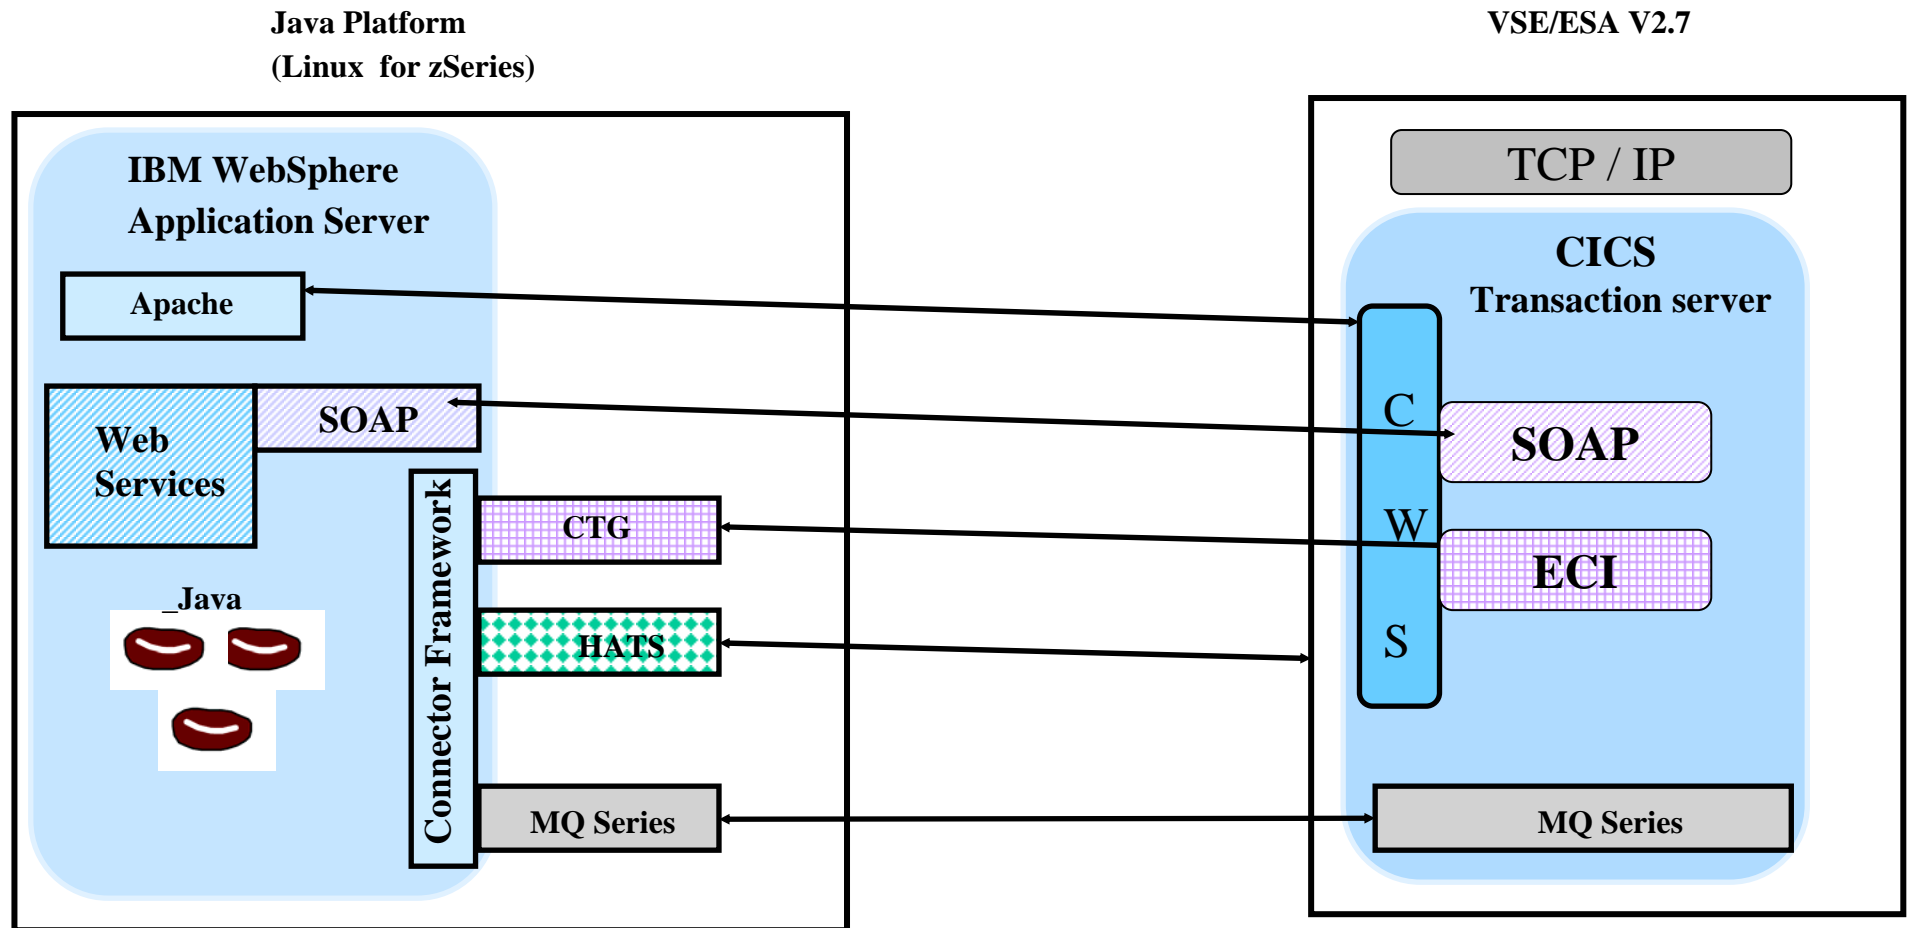 Java Platform
(Linux for zSeries)
VSE/ESA V2.7
IBM WebSphere
Application Server
TCP / IP
CICS
Transaction server
Apache
C
W
S
SOAP
Web
Services
SOAP
Connector Framework
CTG
ECI
_Java
HATS
MQ Series
MQ Series